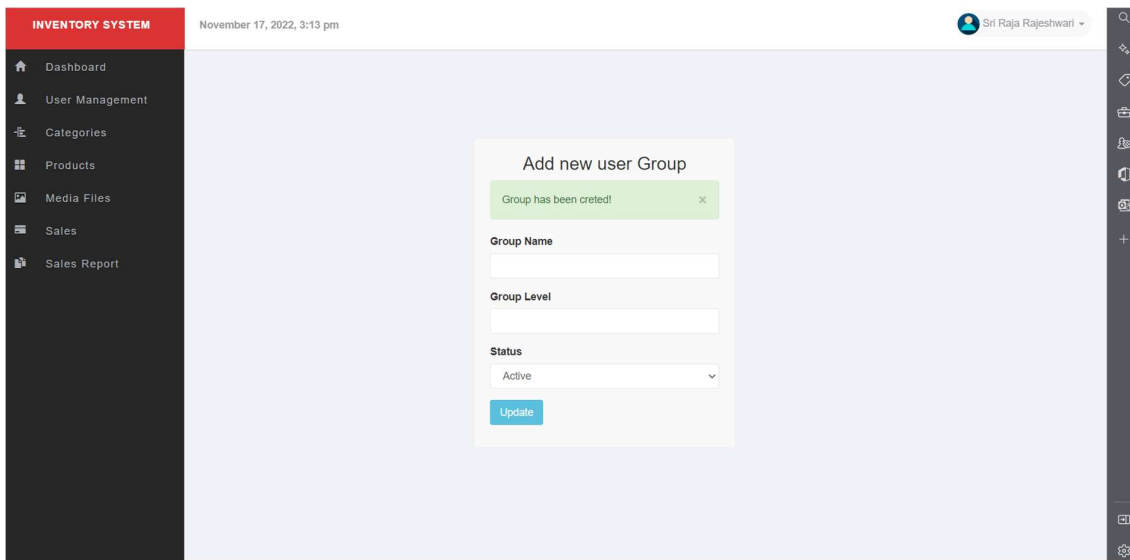 INVENTORY SYSTEM
November 17, 2022, 3:13 pm
Sri Raja Rajeshwari
Dashboard
User Management
Categories
Products
Media Files
Sales
Sales Report
Add new user Group
Group has been creted!
×
Group Name
Group Level
Status
Active
Update